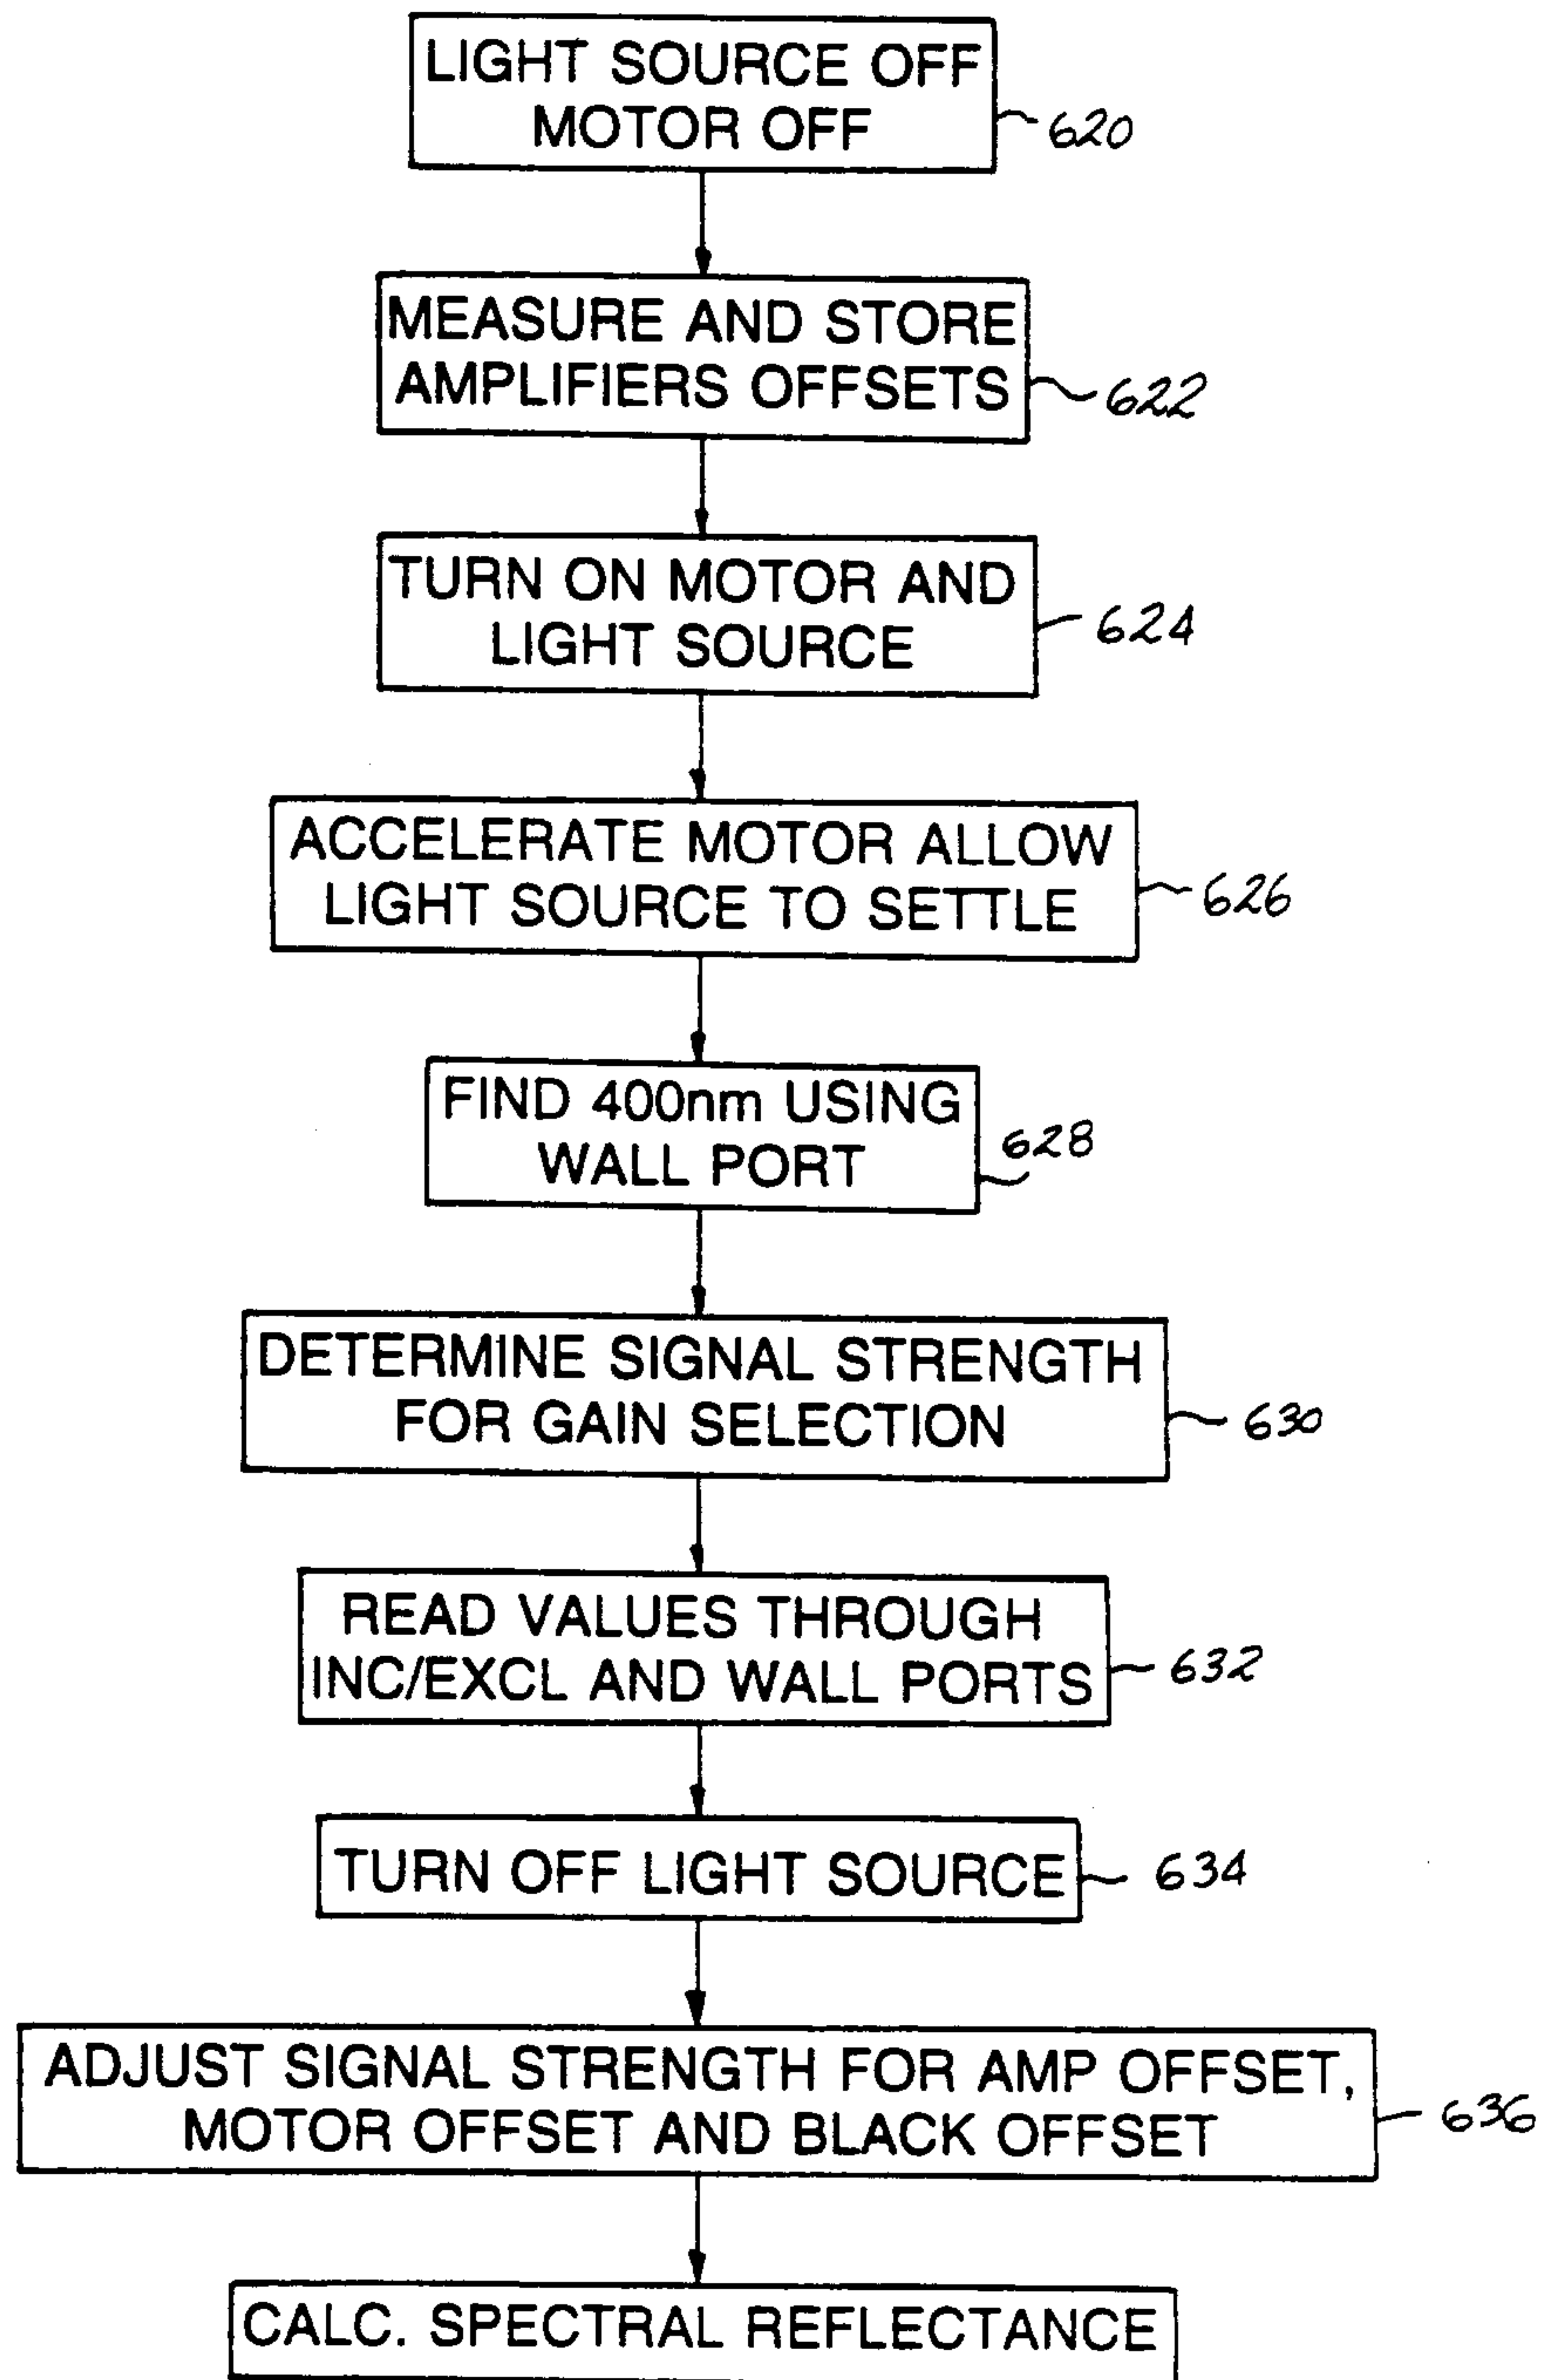 LIGHT SOURCE OFF
MOTOR OFF
620
MEASURE AND STORE
AMPLIFIERS OFFSETS
622
TURN ON MOTOR AND
LIGHT SOURCE
624
ACCELERATE MOTOR ALLOW
LIGHT SOURCE TO SETTLE
626
FIND 400nm USING
WALL PORT
628
DETERMINE SIGNAL STRENGTH
FOR GAIN SELECTION
630
READ VALUES THROUGH
INC/EXCL AND WALL PORTS
632
TURN OFF LIGHT SOURCE
634
ADJUST SIGNAL STRENGTH FOR AMP OFFSET,
MOTOR OFFSET AND BLACK OFFSET
636
CALC. SPECTRAL REFLECTANCE